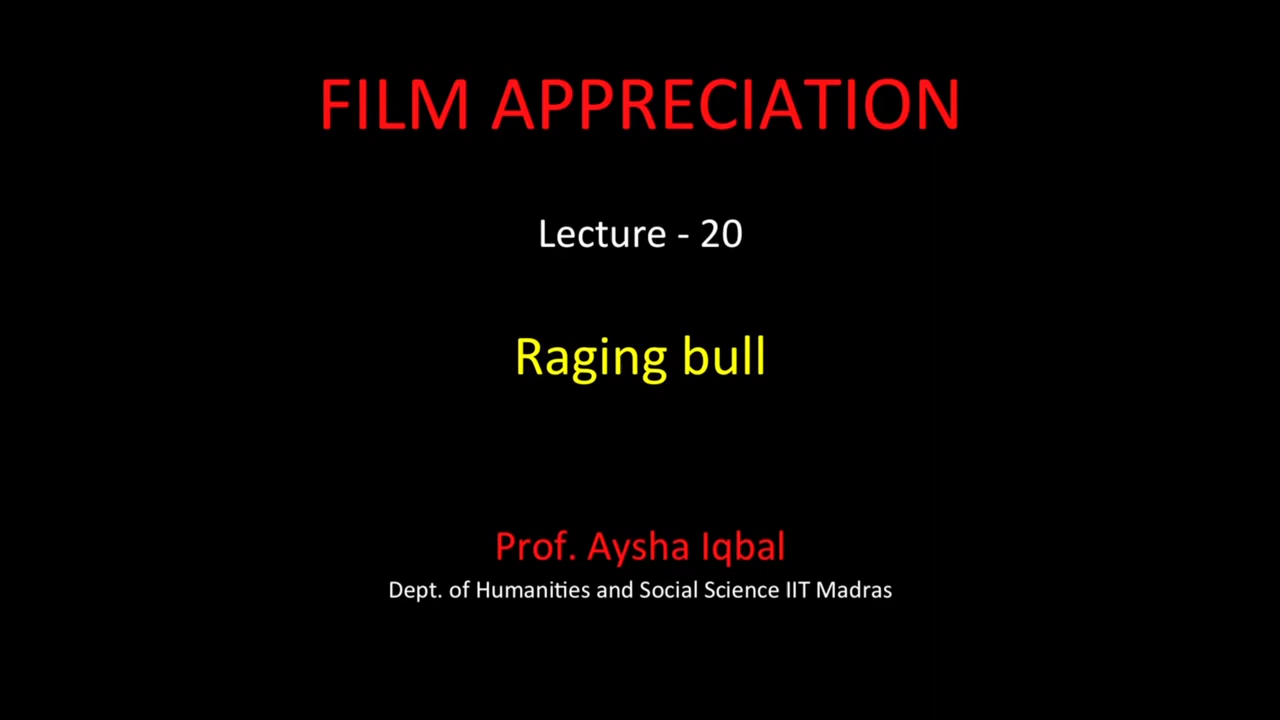 FILM APPRECIATION
Lecture - 20
Raging bull
Prof. Aysha Iqbal
Dept. of Humanities and Social Science IIT Madras